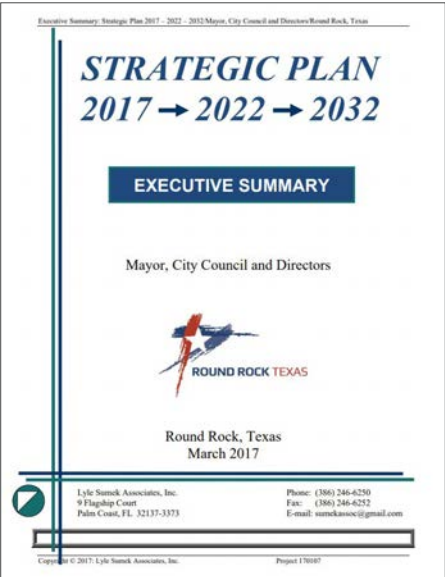 Executive Summary: Strategic Plan 2017 – 2022 – 2032/Mayor, City Council and Directors/Round Rock, Texas
STRATEGIC PLAN
2017 → 2022 → 2032
EXECUTIVE SUMMARY
Mayor, City Council and Directors
ROUND ROCK TEXAS
Round Rock, Texas
March 2017
Lyle Sumek Associates, Inc.
9 Flagship Court
Palm Coast, FL 32137-3373
Phone: (386) 246-6250
Fax: (386) 246-6252
E-mail: sumekassoc@gmail.com
Copyright © 2017: Lyle Sumek Associates, Inc.
Project 170107